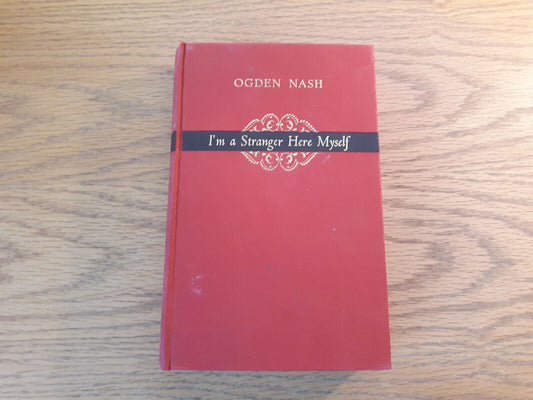 OGDEN NASH
I'm a Stranger Here Myself